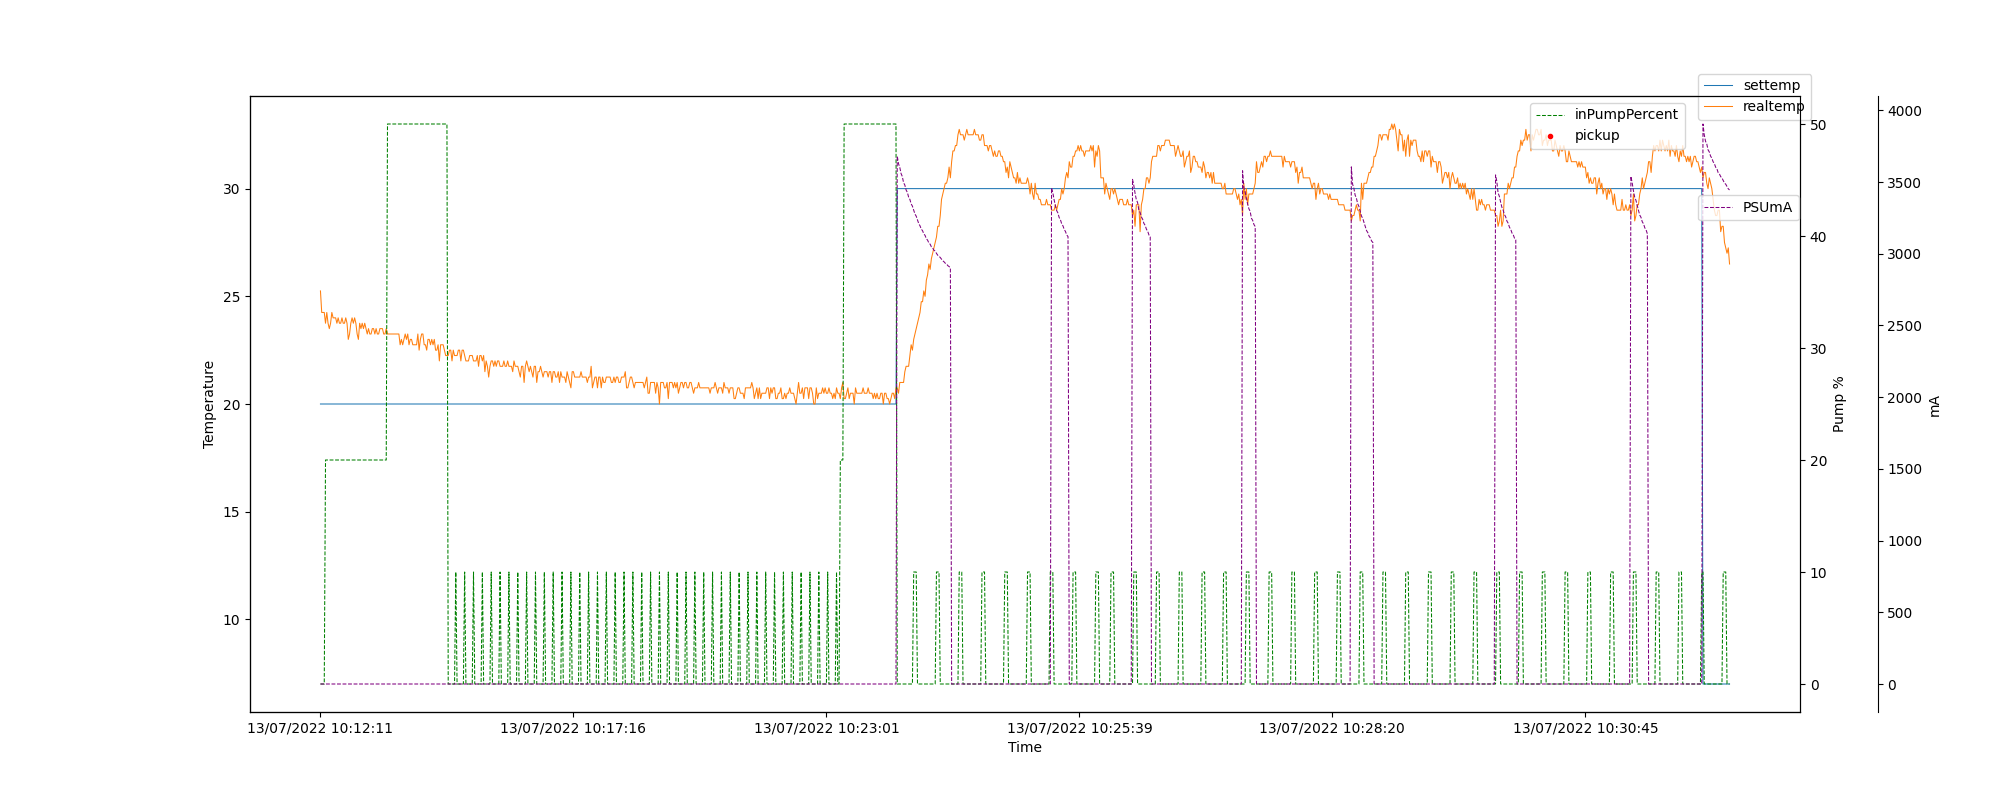 settemp
realtemp
inPumpPercent
pickup
PSUmA
30
25
20
15
10
Temperature
50
40
30
20
10
0
Pump %
4000
3500
3000
2500
2000
1500
1000
500
0
mA
13/07/2022 10:12:11
13/07/2022 10:17:16
13/07/2022 10:23:01
13/07/2022 10:25:39
13/07/2022 10:28:20
13/07/2022 10:30:45
Time